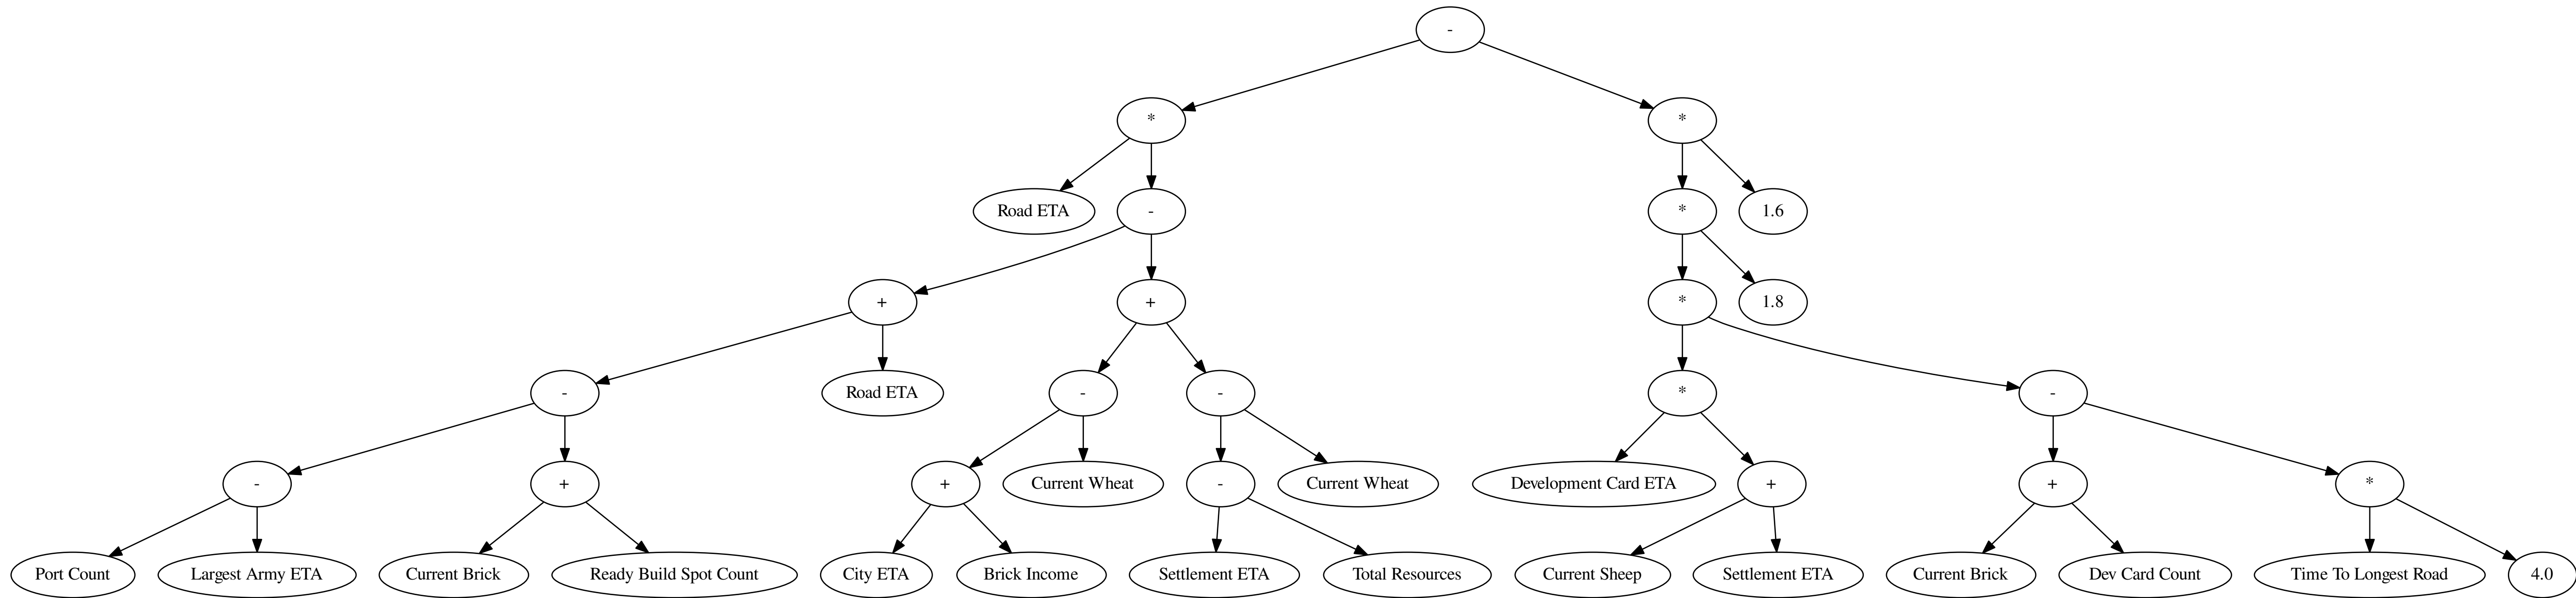 -
* *
Road ETA - * 1.6
+ + * 1.8
- Road ETA - - * -
- + + Current Wheat - Current Wheat Development Card ETA + + *
Port Count Largest Army ETA Current Brick Ready Build Spot Count City ETA Brick Income Settlement ETA Total Resources Current Sheep Settlement ETA Current Brick Dev Card Count Time To Longest Road 4.0